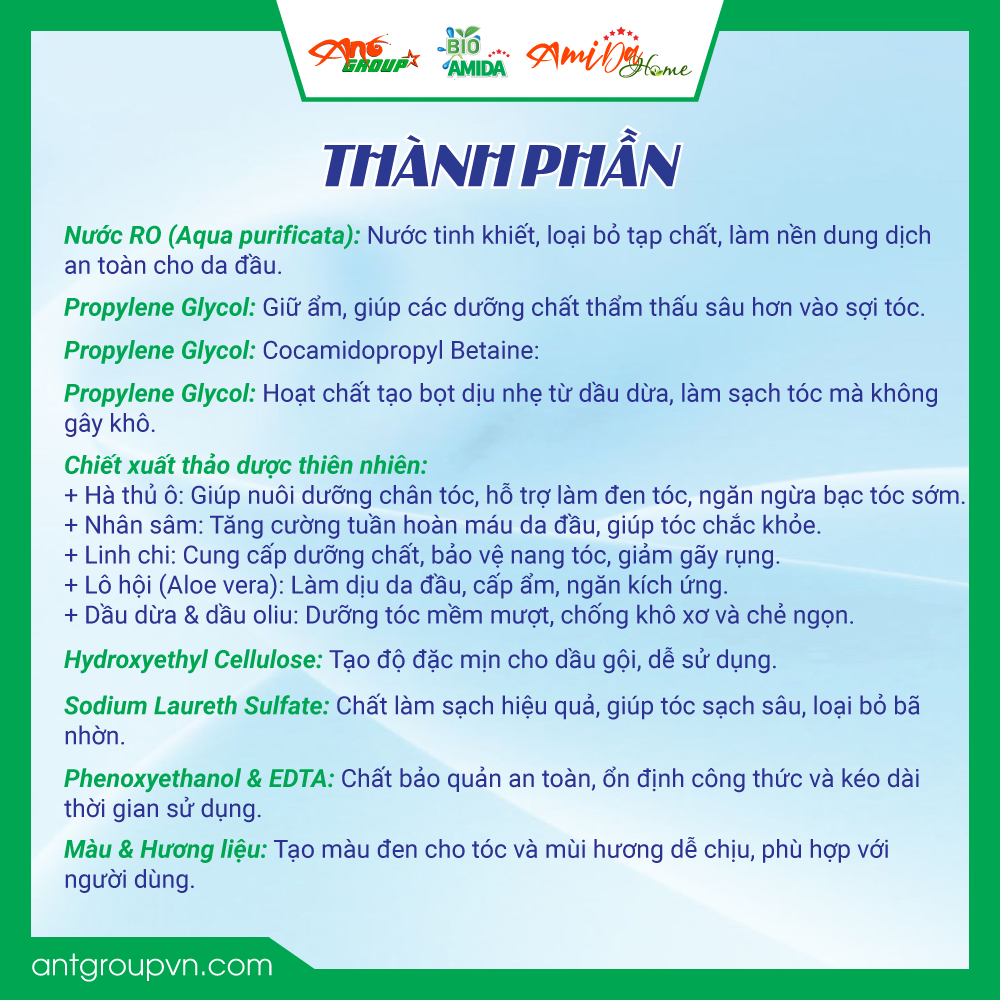 Ant GROUP
BIO AMIDA
AmiDa Home
THÀNH PHẦN
Nước RO (Aqua purificata): Nước tinh khiết, loại bỏ tạp chất, làm nền dung dịch
an toàn cho da đầu.
Propylene Glycol: Giữ ẩm, giúp các dưỡng chất thẩm thấu sâu hơn vào sợi tóc.
Propylene Glycol: Cocamidopropyl Betaine:
Propylene Glycol: Hoạt chất tạo bọt dịu nhẹ từ dầu dừa, làm sạch tóc mà không
gây khô.
Chiết xuất thảo dược thiên nhiên:
+ Hà thủ ô: Giúp nuôi dưỡng chân tóc, hỗ trợ làm đen tóc, ngăn ngừa bạc tóc sớm.
+ Nhân sâm: Tăng cường tuần hoàn máu da đầu, giúp tóc chắc khỏe.
+ Linh chi: Cung cấp dưỡng chất, bảo vệ nang tóc, giảm gãy rụng.
+ Lô hội (Aloe vera): Làm dịu da đầu, cấp ẩm, ngăn kích ứng.
+ Dầu dừa & dầu oliu: Dưỡng tóc mềm mượt, chống khô xơ và chẻ ngọn.
Hydroxyethyl Cellulose: Tạo độ đặc mịn cho dầu gội, dễ sử dụng.
Sodium Laureth Sulfate: Chất làm sạch hiệu quả, giúp tóc sạch sâu, loại bỏ bã
nhờn.
Phenoxyethanol & EDTA: Chất bảo quản an toàn, ổn định công thức và kéo dài
thời gian sử dụng.
Màu & Hương liệu: Tạo màu đen cho tóc và mùi hương dễ chịu, phù hợp với
người dùng.
antgroupvn.com